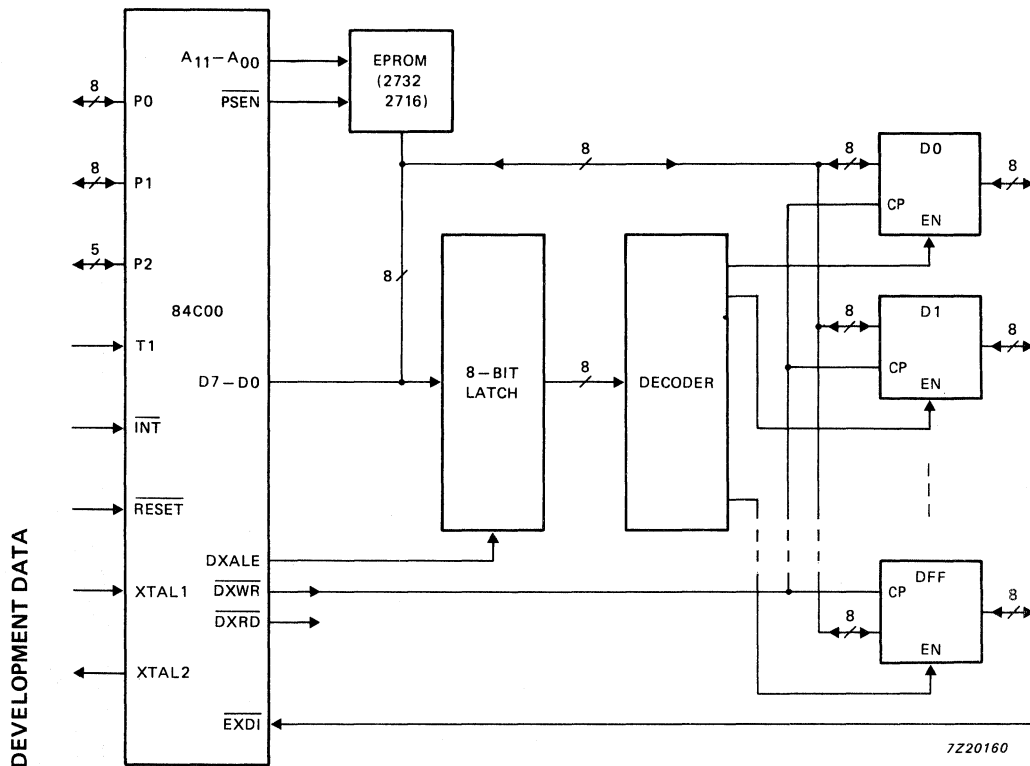 A11–A00
EPROM
(2732
2716)
8
P0
PSEN
8
8
D0
8
CP
EN
8
P1
5
P2
8
84C00
8
D1
8
CP
EN
T1
D7–D0
8–BIT
LATCH
8
DECODER
INT
RESET
DXALE
XTAL1
DXWR
DXRD
DFF
8
CP
8
EN
XTAL2
EXDI
7Z20160
DEVELOPMENT DATA